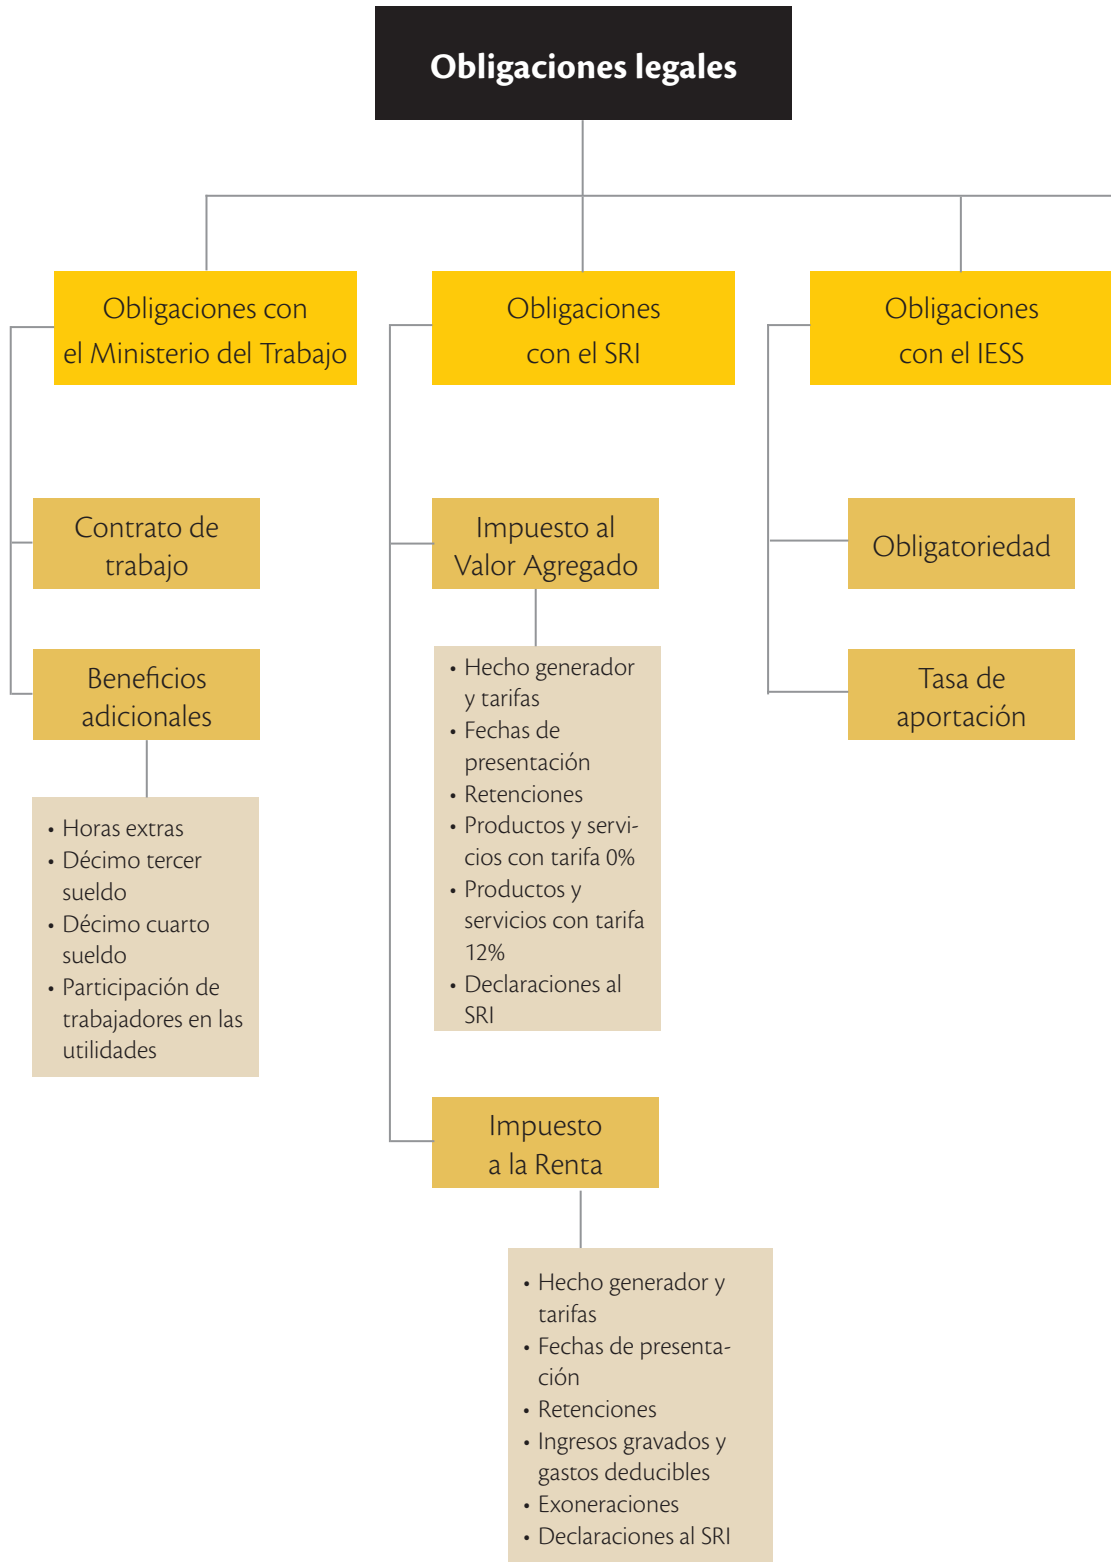 Obligaciones legales
Obligaciones con
el Ministerio del Trabajo
Contrato de
trabajo
Beneficios
adicionales
• Horas extras
• Décimo tercer
sueldo
• Décimo cuarto
sueldo
• Participación de
trabajadores en las
utilidades
Obligaciones
con el SRI
Impuesto al
Valor Agregado
• Hecho generador
y tarifas
• Fechas de
presentación
• Retenciones
• Productos y servi-
cios con tarifa 0%
• Productos y
servicios con tarifa
12%
• Declaraciones al
SRI
Impuesto
a la Renta
• Hecho generador y
tarifas
• Fechas de presenta-
ción
• Retenciones
• Ingresos gravados y
gastos deducibles
• Exoneraciones
• Declaraciones al SRI
Obligaciones
con el IESS
Obligatoriedad
Tasa de
aportación